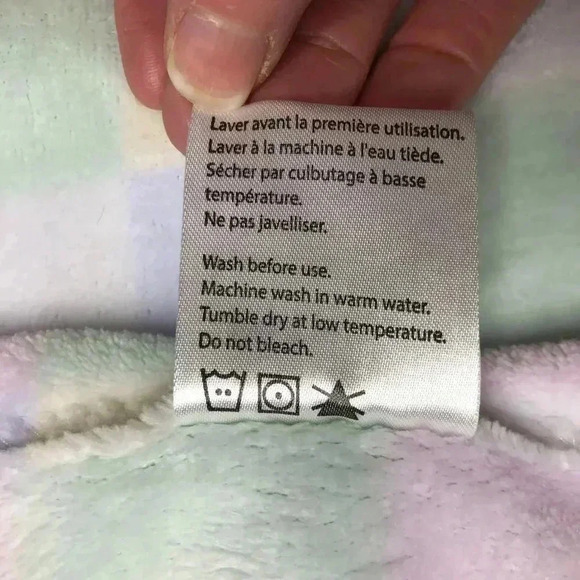 Laver avant la première utilisation.
Laver à la machine à l'eau tiède.
Sécher par culbutage à basse
température.
Ne pas javelliser.
Wash before use.
Machine wash in warm water.
Tumble dry at low temperature.
Do not bleach.